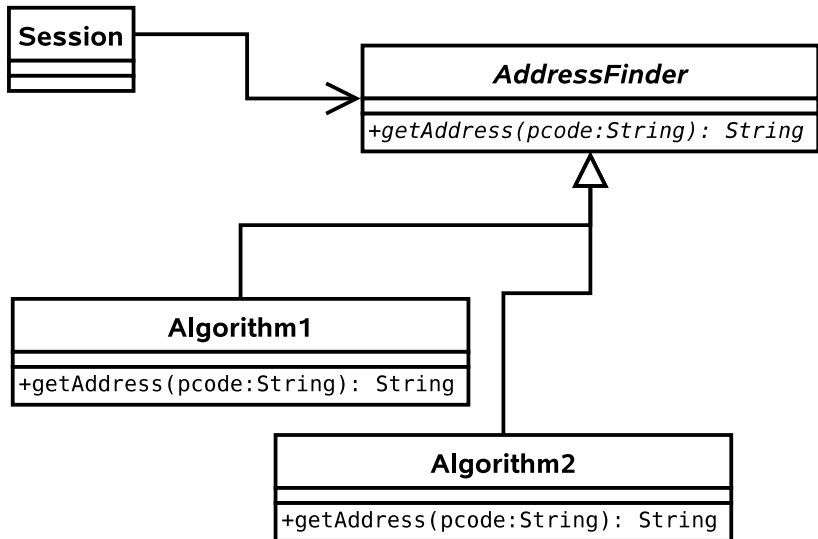 Session
AddressFinder
+getAddress(pcode:String): String
Algorithm1
+getAddress(pcode:String): String
Algorithm2
+getAddress(pcode:String): String